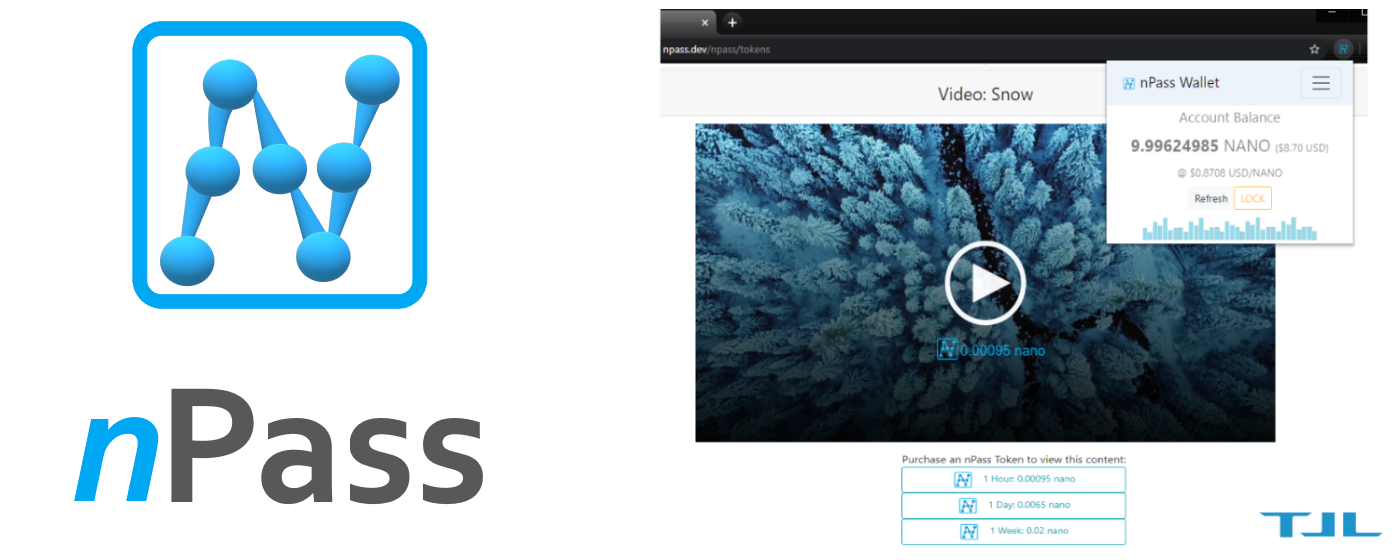 nPass
npass.dev/npass/tokens
Video: Snow
nPass Wallet
Account Balance
9.99624985 NANO ($8.70 USD)
@ $0.8708 USD/NANO
Refresh LOCK
0.00095 nano
Purchase an nPass Token to view this content:
1 Hour: 0.00095 nano
1 Day: 0.0065 nano
1 Week: 0.02 nano
TJL